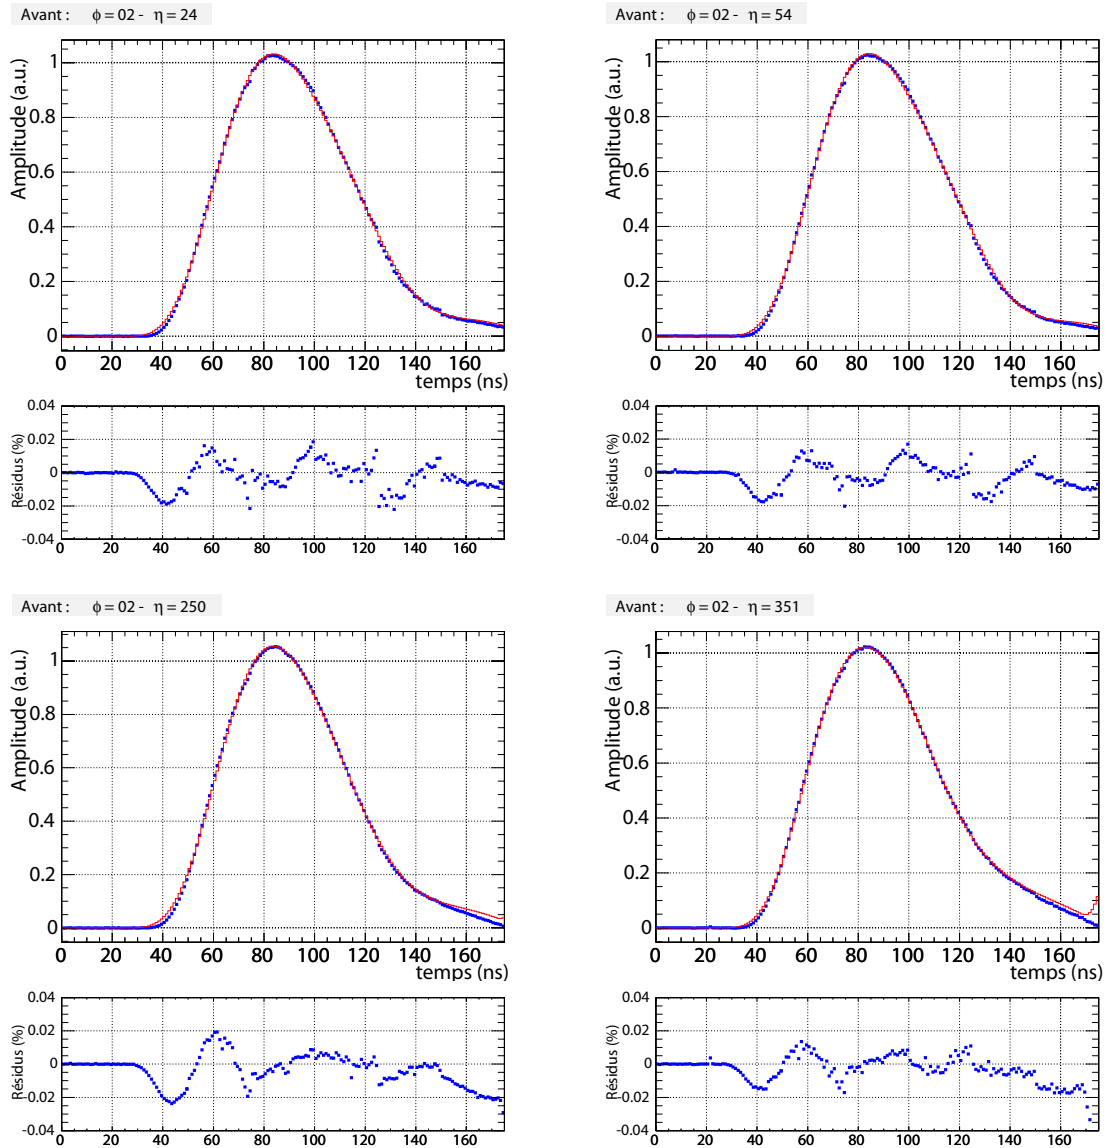 Avant : ϕ = 02 - η = 24
Amplitude (a.u.)
1
0.8
0.6
0.4
0.2
0
0 20 40 60 80 100 120 140 160
temps (ns)
Résidus (%)
0.04
0.02
0
-0.02
-0.04
0 20 40 60 80 100 120 140 160
Avant : ϕ = 02 - η = 54
Amplitude (a.u.)
1
0.8
0.6
0.4
0.2
0
0 20 40 60 80 100 120 140 160
temps (ns)
Résidus (%)
0.04
0.02
0
-0.02
-0.04
0 20 40 60 80 100 120 140 160
Avant : ϕ = 02 - η = 250
Amplitude (a.u.)
1
0.8
0.6
0.4
0.2
0
0 20 40 60 80 100 120 140 160
temps (ns)
Résidus (%)
0.04
0.02
0
-0.02
-0.04
0 20 40 60 80 100 120 140 160
Avant : ϕ = 02 - η = 351
Amplitude (a.u.)
1
0.8
0.6
0.4
0.2
0
0 20 40 60 80 100 120 140 160
temps (ns)
Résidus (%)
0.04
0.02
0
-0.02
-0.04
0 20 40 60 80 100 120 140 160